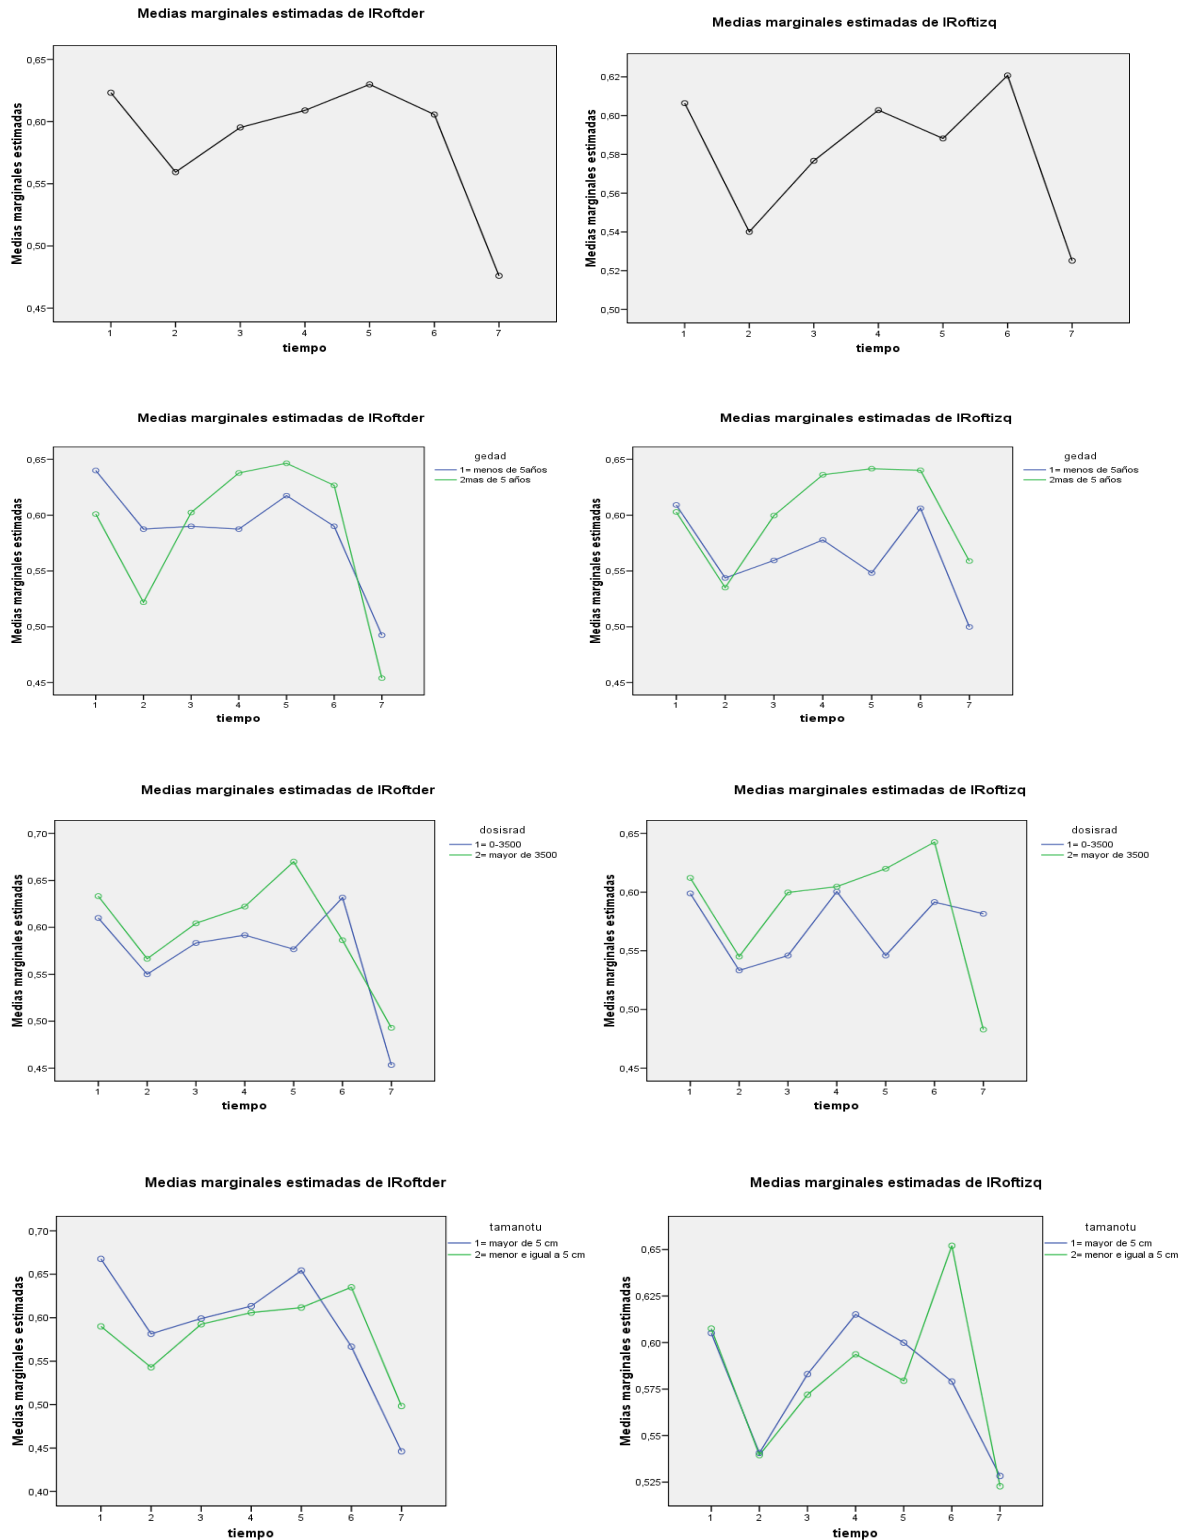 Medias marginales estimadas de IRoftder
Medias marginales estimadas
0,65
0,60
0,55
0,50
0,45
1 2 3 4 5 6 7
tiempo
Medias marginales estimadas de IRoftizq
Medias marginales estimadas
0,62
0,60
0,58
0,56
0,54
0,52
0,50
1 2 3 4 5 6 7
tiempo
Medias marginales estimadas de IRoftder
Medias marginales estimadas
0,65
0,60
0,55
0,50
0,45
1 2 3 4 5 6 7
tiempo
gedad
1= menos de 5años
2mas de 5 años
Medias marginales estimadas de IRoftizq
Medias marginales estimadas
0,65
0,60
0,55
0,50
0,45
1 2 3 4 5 6 7
tiempo
gedad
1= menos de 5años
2mas de 5 años
Medias marginales estimadas de IRoftder
Medias marginales estimadas
0,70
0,65
0,60
0,55
0,50
0,45
1 2 3 4 5 6 7
tiempo
dosisrad
1= 0-3500
2= mayor de 3500
Medias marginales estimadas de IRoftizq
Medias marginales estimadas
0,65
0,60
0,55
0,50
0,45
1 2 3 4 5 6 7
tiempo
dosisrad
1= 0-3500
2= mayor de 3500
Medias marginales estimadas de IRoftder
Medias marginales estimadas
0,70
0,65
0,60
0,55
0,50
0,45
0,40
1 2 3 4 5 6 7
tiempo
tamanotu
1= mayor de 5 cm
2= menor e igual a 5 cm
Medias marginales estimadas de IRoftizq
Medias marginales estimadas
0,65
0,625
0,60
0,575
0,55
0,525
1 2 3 4 5 6 7
tiempo
tamanotu
1= mayor de 5 cm
2= menor e igual a 5 cm